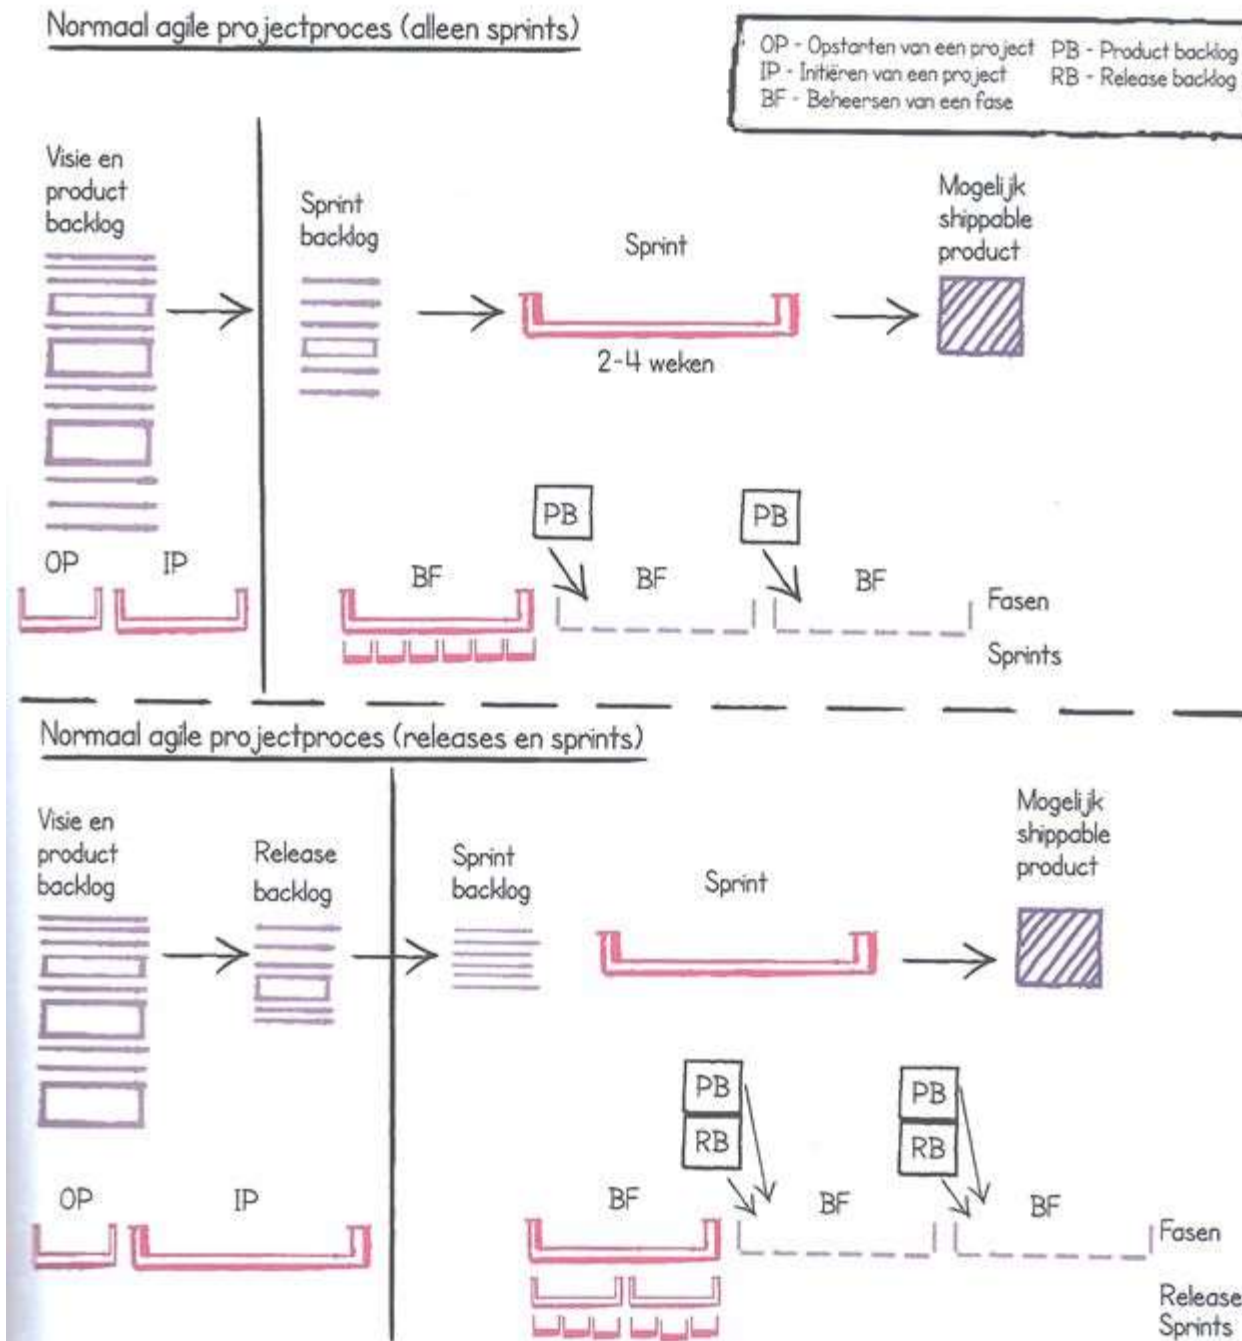 Normaal agile projectproces (alleen sprints)
OP - Opstarten van een project PB - Product backlog
IP - Initiëren van een project RB - Release backlog
BF - Beheersen van een fase
Visie en
product
backlog
Sprint
backlog
Sprint
2-4 weken
Mogelijk
shippable
product
PB
PB
OP
IP
BF
BF
BF
Fasen
Sprints
Normaal agile projectproces (releases en sprints)
Visie en
product
backlog
Release
backlog
Sprint
backlog
Sprint
Mogelijk
shippable
product
PB
RB
PB
RB
OP
IP
BF
BF
BF
Fasen
Release
Sprints